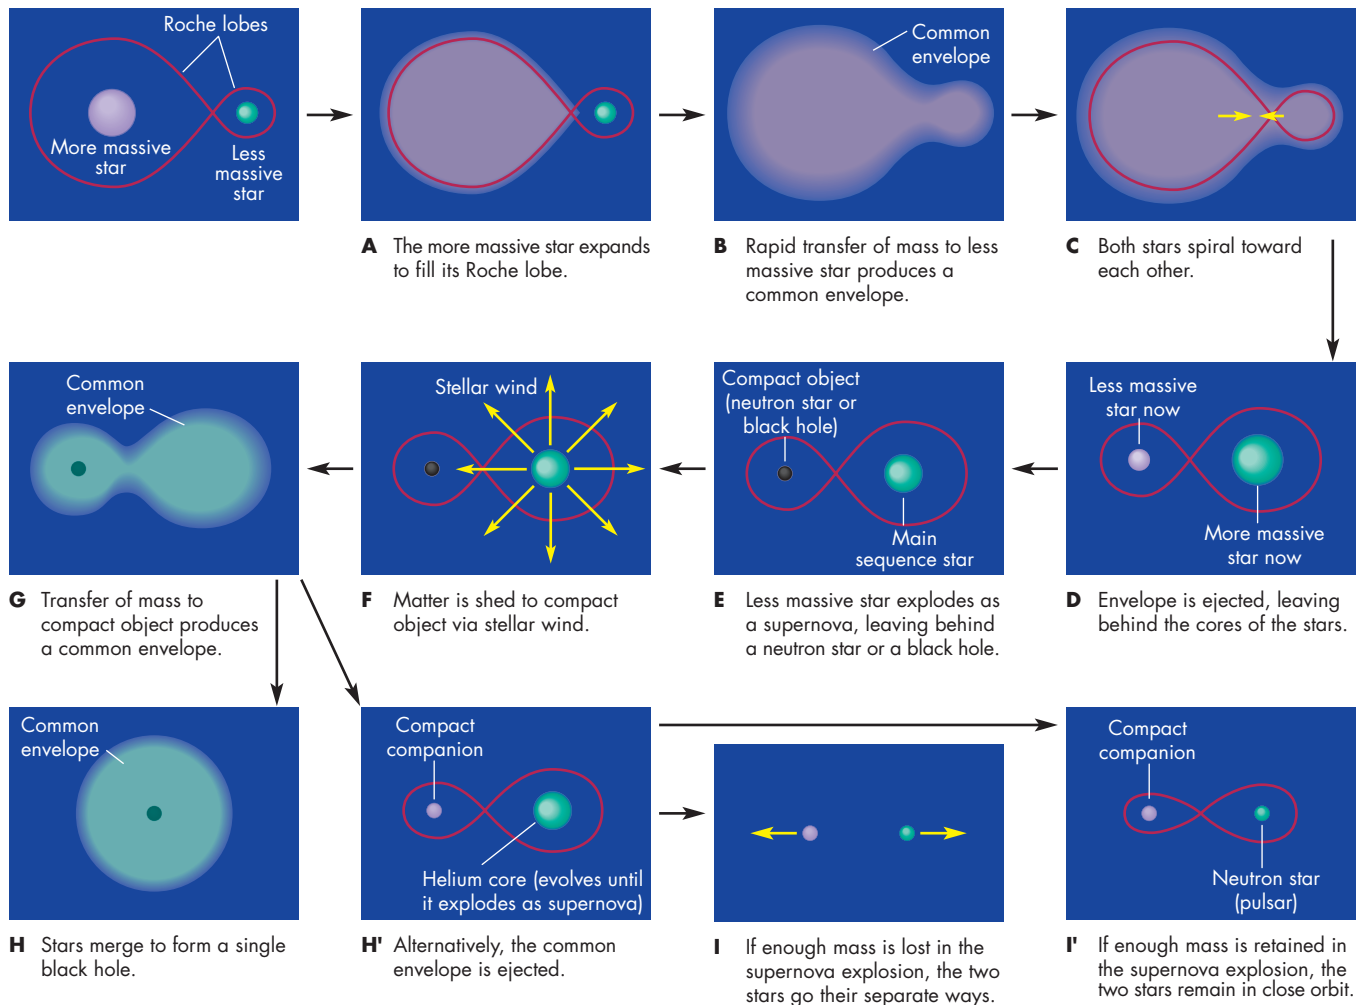 Roche lobes
More massive
star
Less
massive
star
A The more massive star expands
to fill its Roche lobe.
Common
envelope
B Rapid transfer of mass to less
massive star produces a
common envelope.
C Both stars spiral toward
each other.
Common
envelope
G Transfer of mass to
compact object produces
a common envelope.
Stellar wind
F Matter is shed to compact
object via stellar wind.
Compact object
(neutron star or
black hole)
Main
sequence star
E Less massive star explodes as
a supernova, leaving behind
a neutron star or a black hole.
Less massive
star now
More massive
star now
D Envelope is ejected, leaving
behind the cores of the stars.
Common
envelope
H Stars merge to form a single
black hole.
Compact
companion
Helium core (evolves until
it explodes as supernova)
H' Alternatively, the common
envelope is ejected.
I If enough mass is lost in the
supernova explosion, the two
stars go their separate ways.
Compact
companion
Neutron star
(pulsar)
I' If enough mass is retained in
the supernova explosion, the
two stars remain in close orbit.